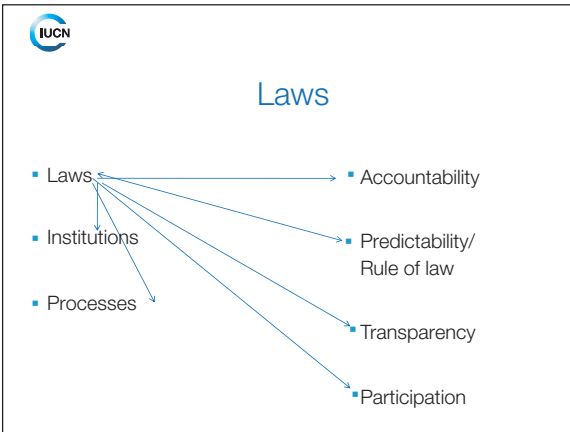 IUCN
Laws
▪ Laws
▪ Institutions
▪ Processes
▪ Accountability
▪ Predictability/
Rule of law
▪ Transparency
▪ Participation